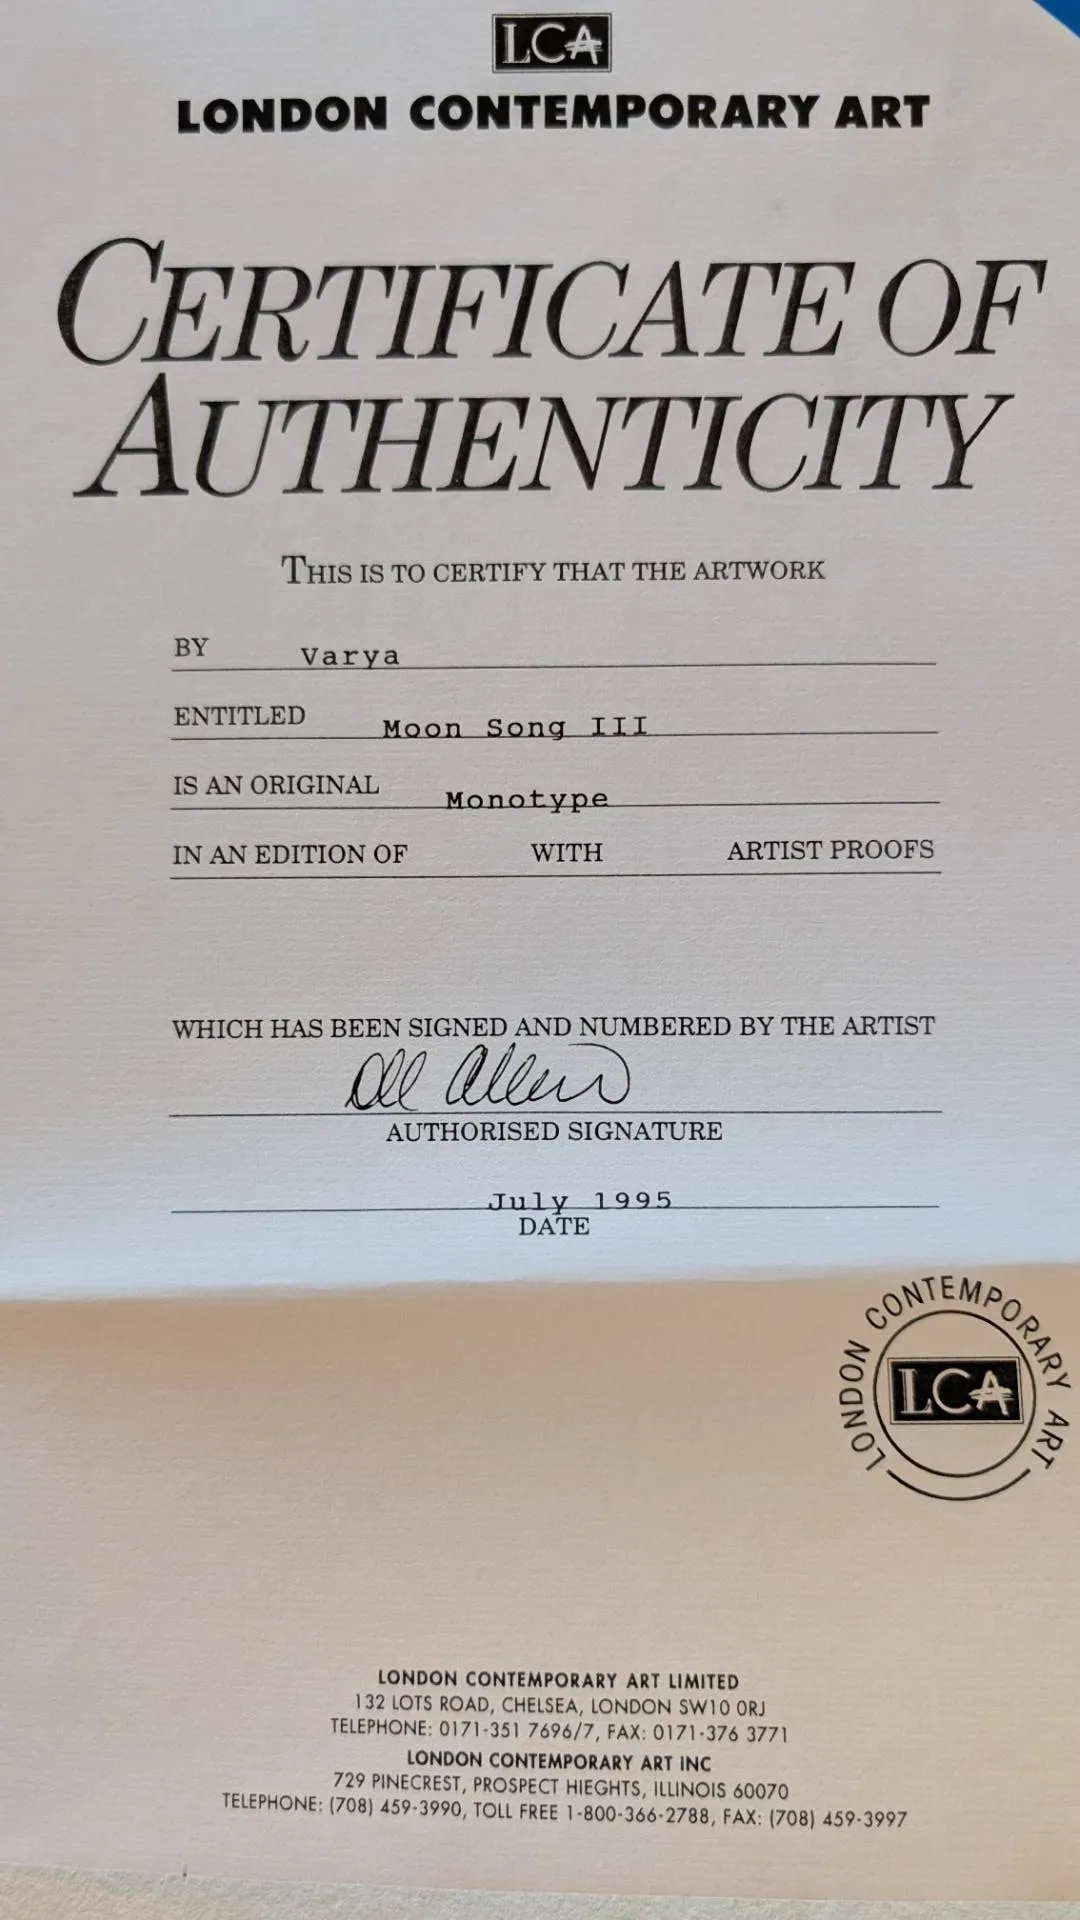 LCA
LONDON CONTEMPORARY ART
CERTIFICATE OF
AUTHENTICITY
THIS IS TO CERTIFY THAT THE ARTWORK
BY Varya
ENTITLED Moon Song III
IS AN ORIGINAL Monotype
IN AN EDITION OF WITH ARTIST PROOFS
WHICH HAS BEEN SIGNED AND NUMBERED BY THE ARTIST
AUTHORISED SIGNATURE
July 1995
DATE
LONDON CONTEMPORARY ART
LCA
LONDON CONTEMPORARY ART LIMITED
132 LOTS ROAD, CHELSEA, LONDON SW10 0RJ
TELEPHONE: 0171-351 7696/7, FAX: 0171-376 3771
LONDON CONTEMPORARY ART INC
729 PINECREST, PROSPECT HIEGHTS, ILLINOIS 60070
TELEPHONE: (708) 459-3990, TOLL FREE 1-800-366-2788, FAX: (708) 459-3997